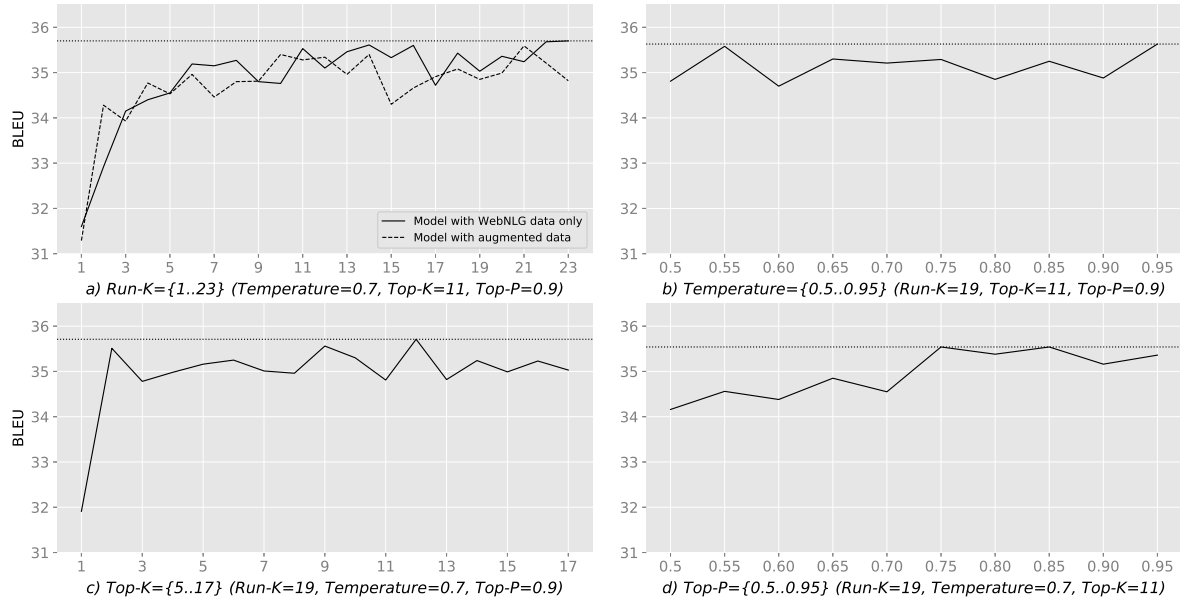 36
35
34
33
32
31
BLEU
1 3 5 7 9 11 13 15 17 19 21 23
Model with WebNLG data only
Model with augmented data
a) Run-K={1..23} (Temperature=0.7, Top-K=11, Top-P=0.9)
36
35
34
33
32
31
0.5 0.55 0.60 0.65 0.70 0.75 0.80 0.85 0.90 0.95
b) Temperature={0.5..0.95} (Run-K=19, Top-K=11, Top-P=0.9)
36
35
34
33
32
31
BLEU
1 3 5 7 9 11 13 15 17
c) Top-K={5..17} (Run-K=19, Temperature=0.7, Top-P=0.9)
36
35
34
33
32
31
0.5 0.55 0.60 0.65 0.70 0.75 0.80 0.85 0.90 0.95
d) Top-P={0.5..0.95} (Run-K=19, Temperature=0.7, Top-K=11)